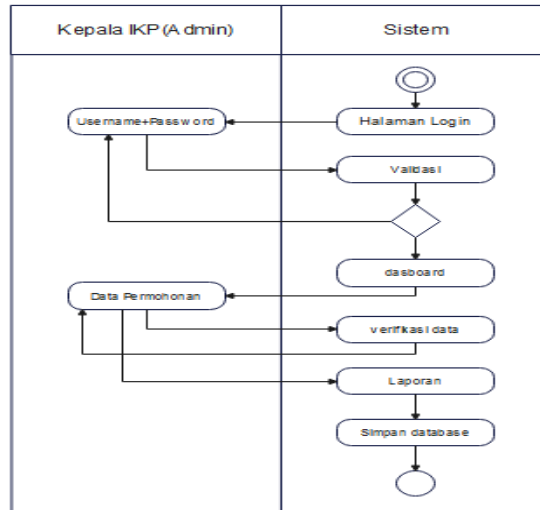 Kepala IKP(Admin)
Sistem
Username+Password
Halaman Login
Validasi
dasboard
Data Permohonan
verifikasi data
Laporan
Simpan database